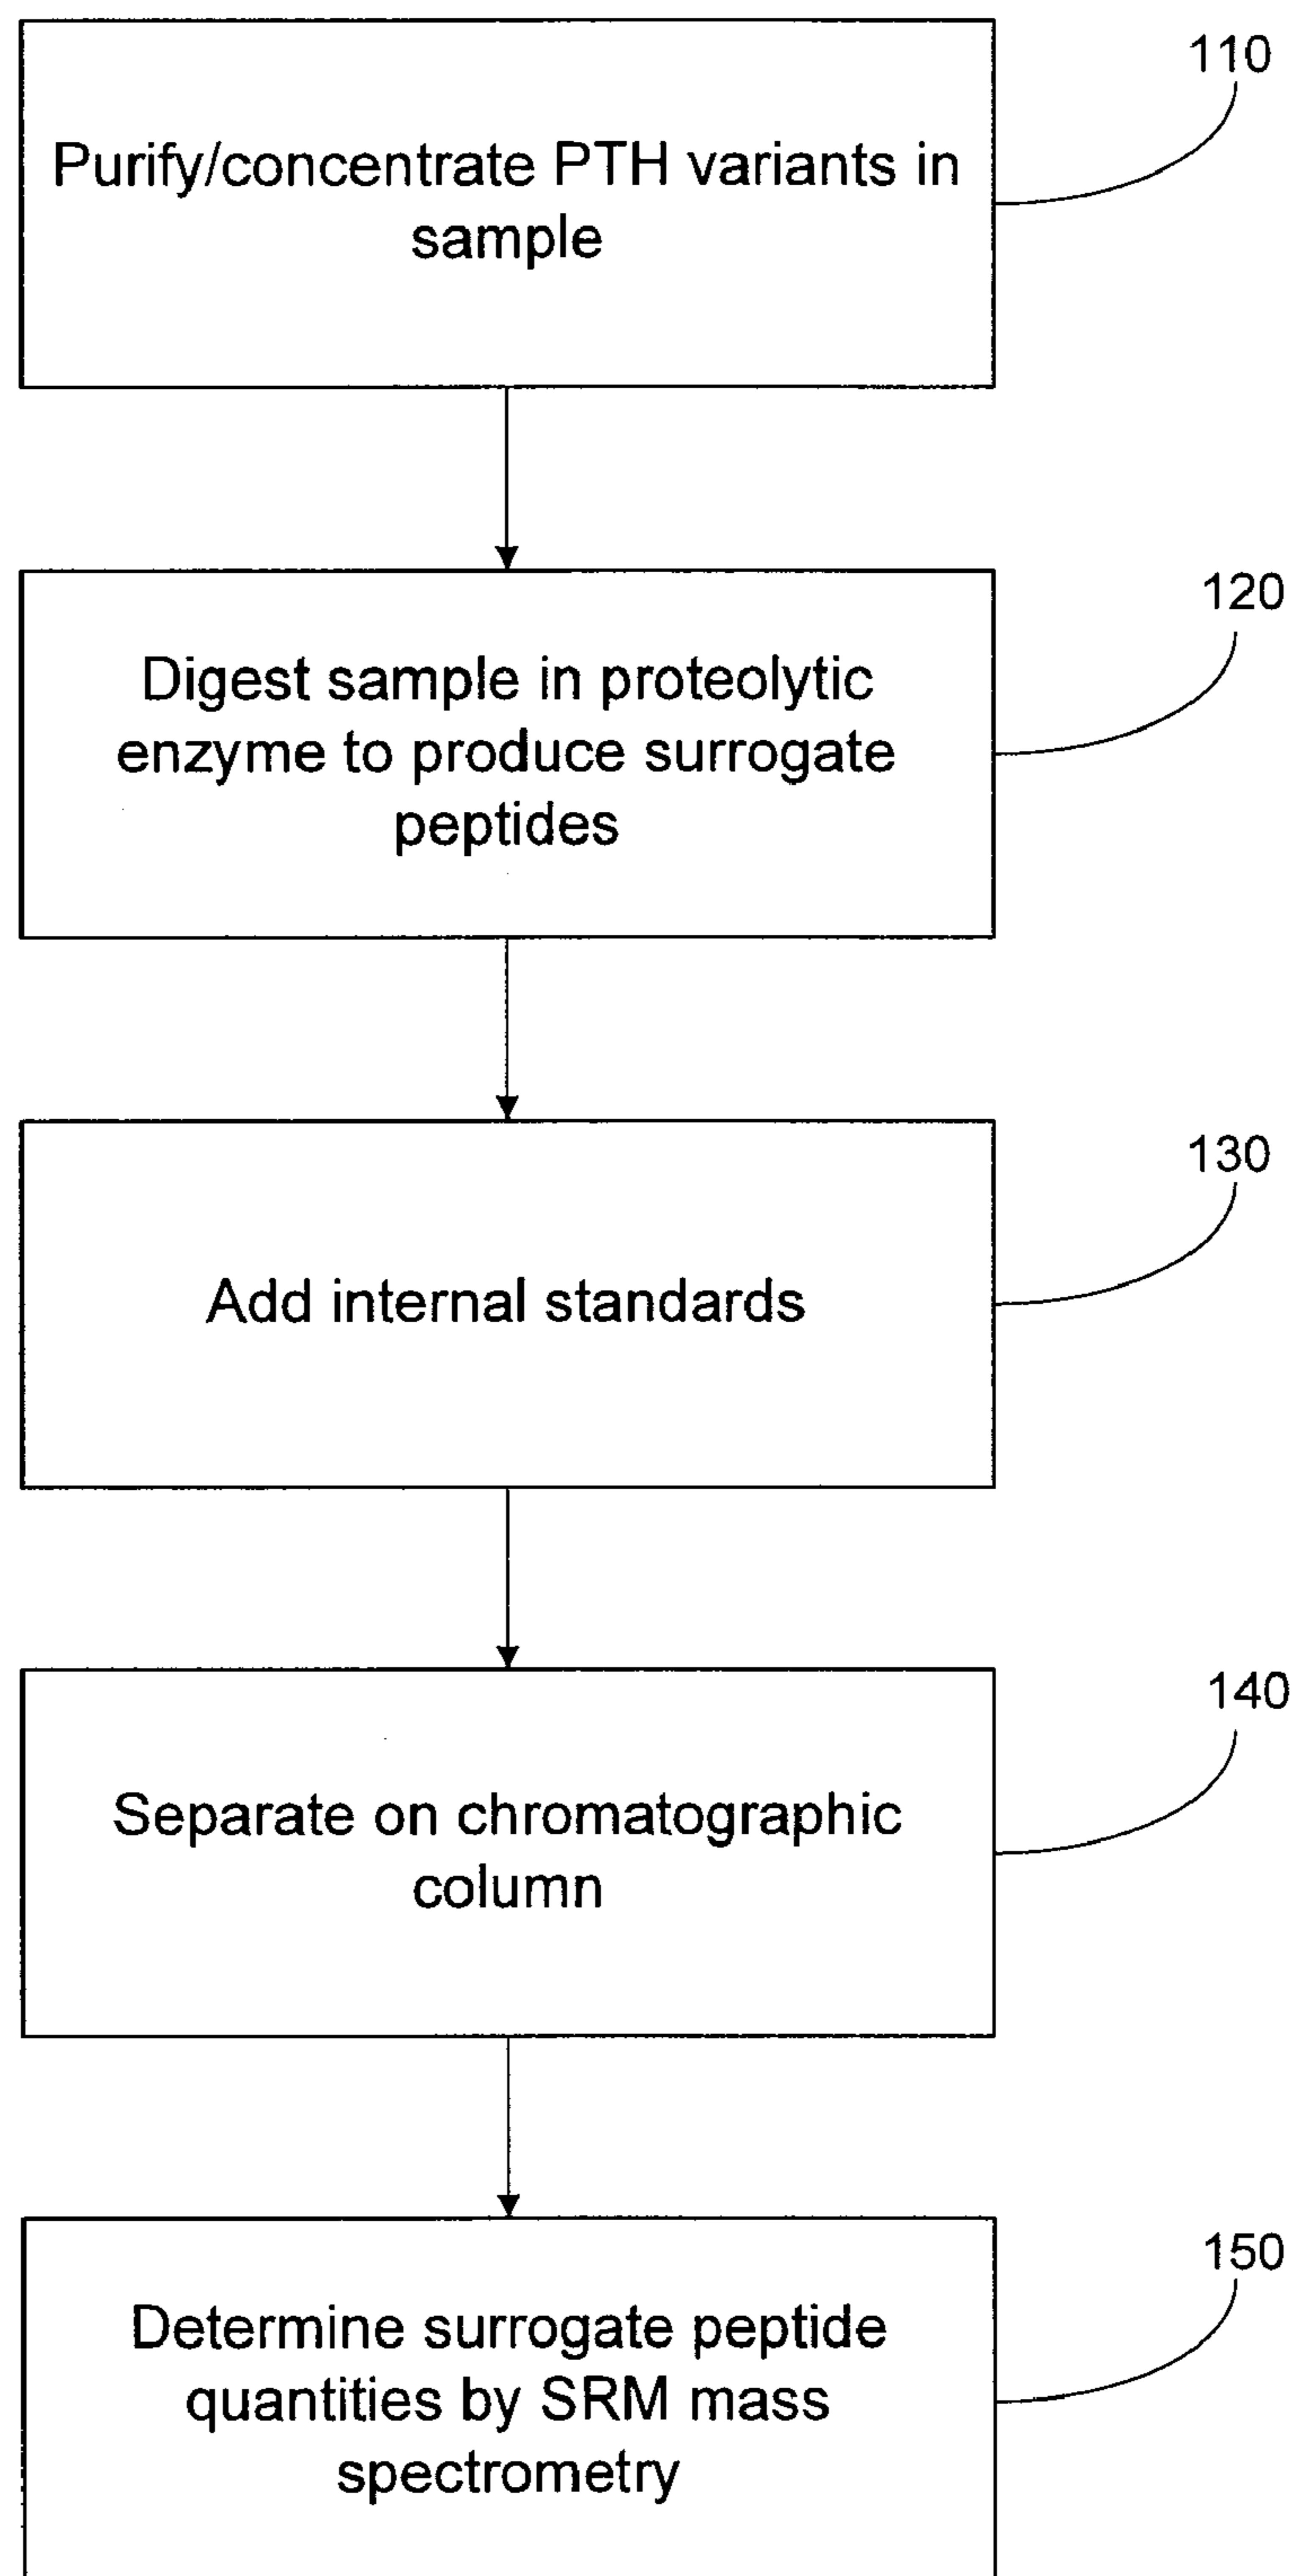 110
Purify/concentrate PTH variants in
sample
120
Digest sample in proteolytic
enzyme to produce surrogate
peptides
130
Add internal standards
140
Separate on chromatographic
column
150
Determine surrogate peptide
quantities by SRM mass
spectrometry